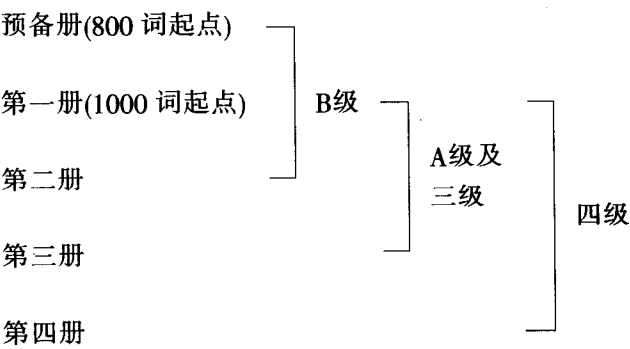 预备册(800 词起点)
第一册(1000 词起点)
第二册
第三册
第四册
B级
A级及
三级
四级